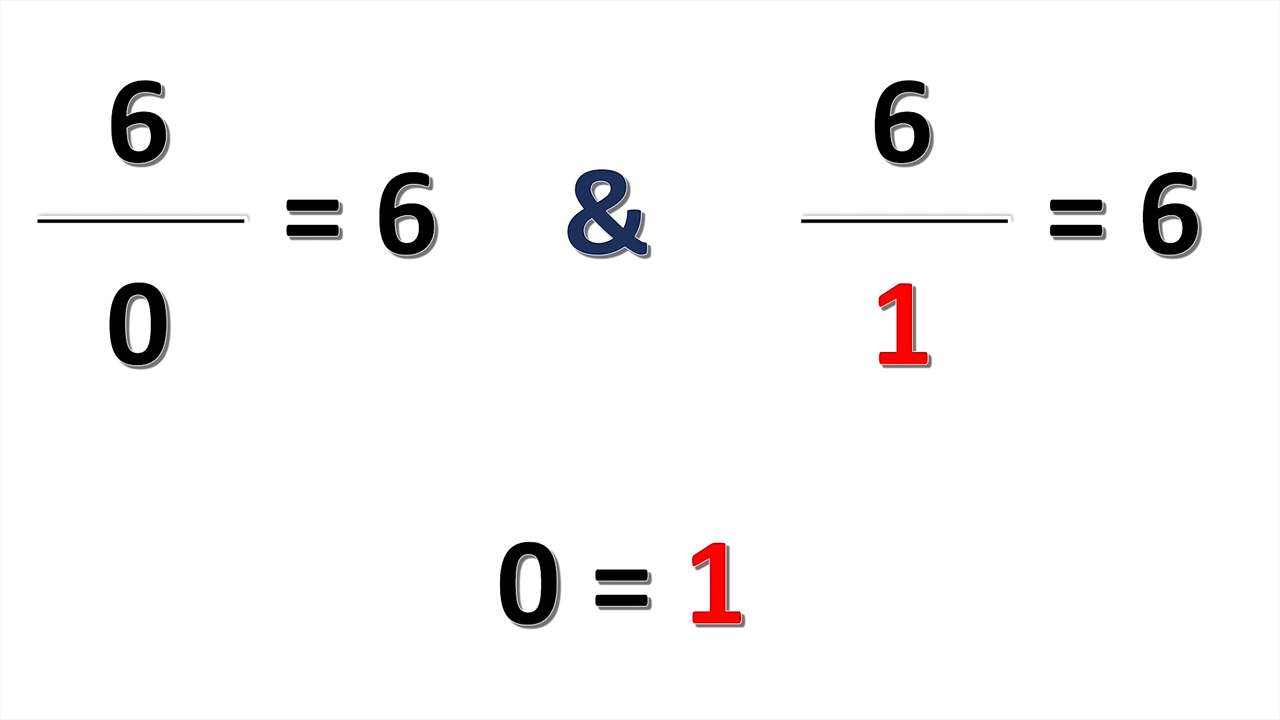 6/0 = 6 & 6/1 = 6
0 = 1